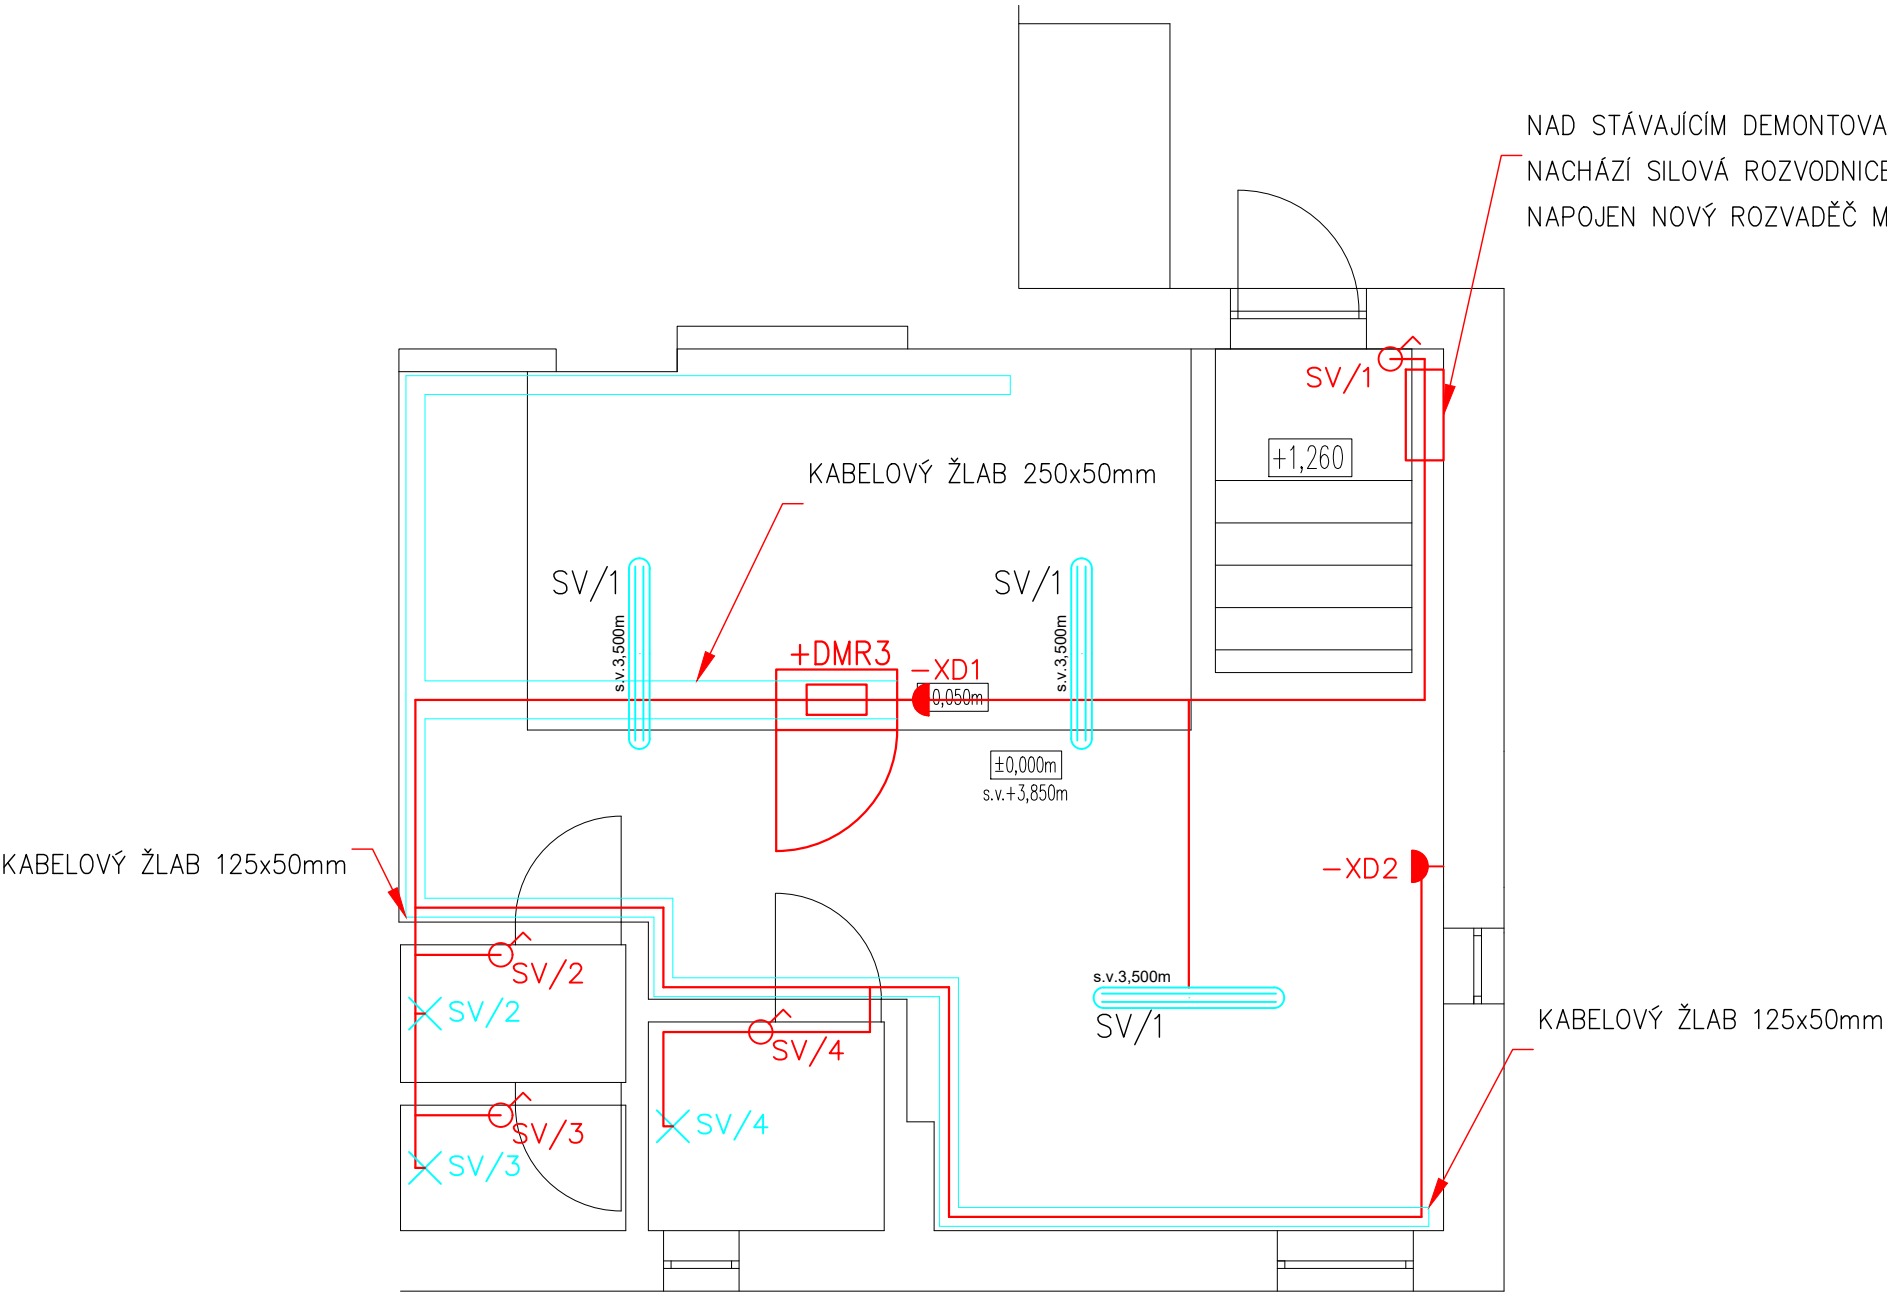 NAD STÁVAJÍCÍM
NACHÁZÍ SILOVÁ
NAPOJEN NOVÝ ROZVADĚČ
SV/1
+1,260
KABELOVÝ ŽLAB 250x50mm
SV/1
SV/1
s.v.3,500m
s.v.3,500m
+DMR3
-XD1
0,050m
±0,000m
s.v.+3,850m
KABELOVÝ ŽLAB 125x50mm
-XD2
SV/2
s.v.3,500m
SV/2
SV/1
KABELOVÝ ŽLAB 125x50mm
SV/4
SV/4
SV/3
SV/3